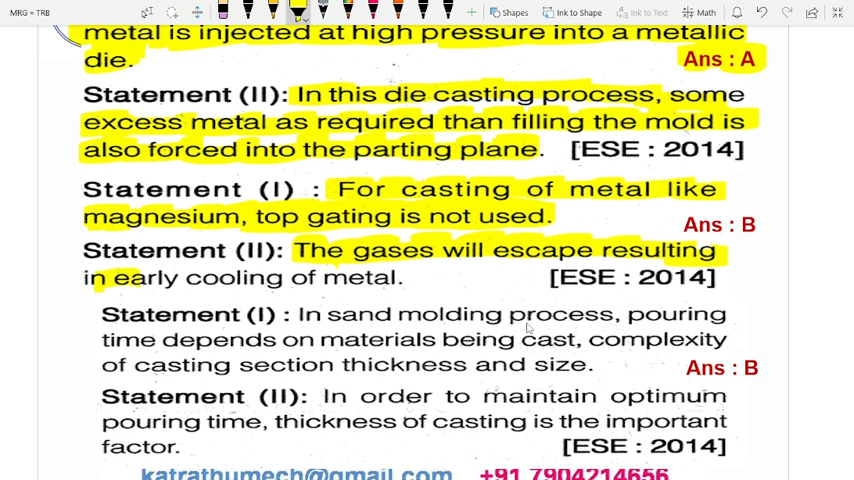 MRG » TRB
Shapes
Ink to Shape
Ink to Text
Math
metal is injected at high pressure into a metallic
die.
Ans : A
Statement (II): In this die casting process, some
excess metal as required than filling the mold is
also forced into the parting plane. [ESE : 2014]
Statement (I) : For casting of metal like
magnesium, top gating is not used.
Ans : B
Statement (II): The gases will escape resulting
in early cooling of metal. [ESE : 2014]
Statement (I) : In sand molding process, pouring
time depends on materials being cast, complexity
of casting section thickness and size.
Ans : B
Statement (II): In order to maintain optimum
pouring time, thickness of casting is the important
factor. [ESE : 2014]
katrathumech@gmail.com +91 7904214656